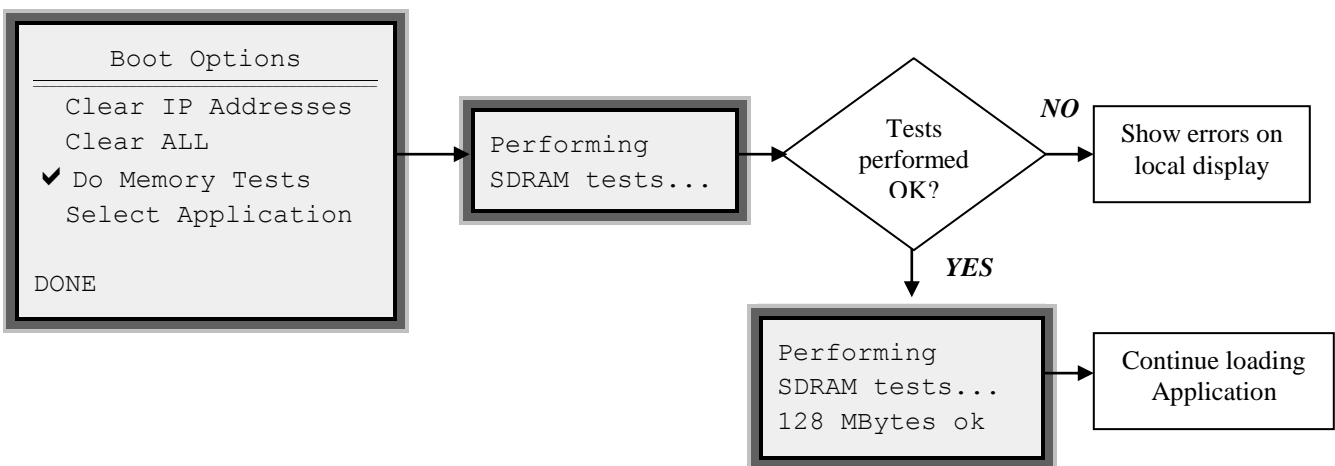 Boot Options
Clear IP Addresses
Clear ALL
✔ Do Memory Tests
Select Application
DONE
Performing
SDRAM tests...
Tests
performed
OK?
NO
Show errors on
local display
YES
Performing
SDRAM tests...
128 MBytes ok
Continue loading
Application